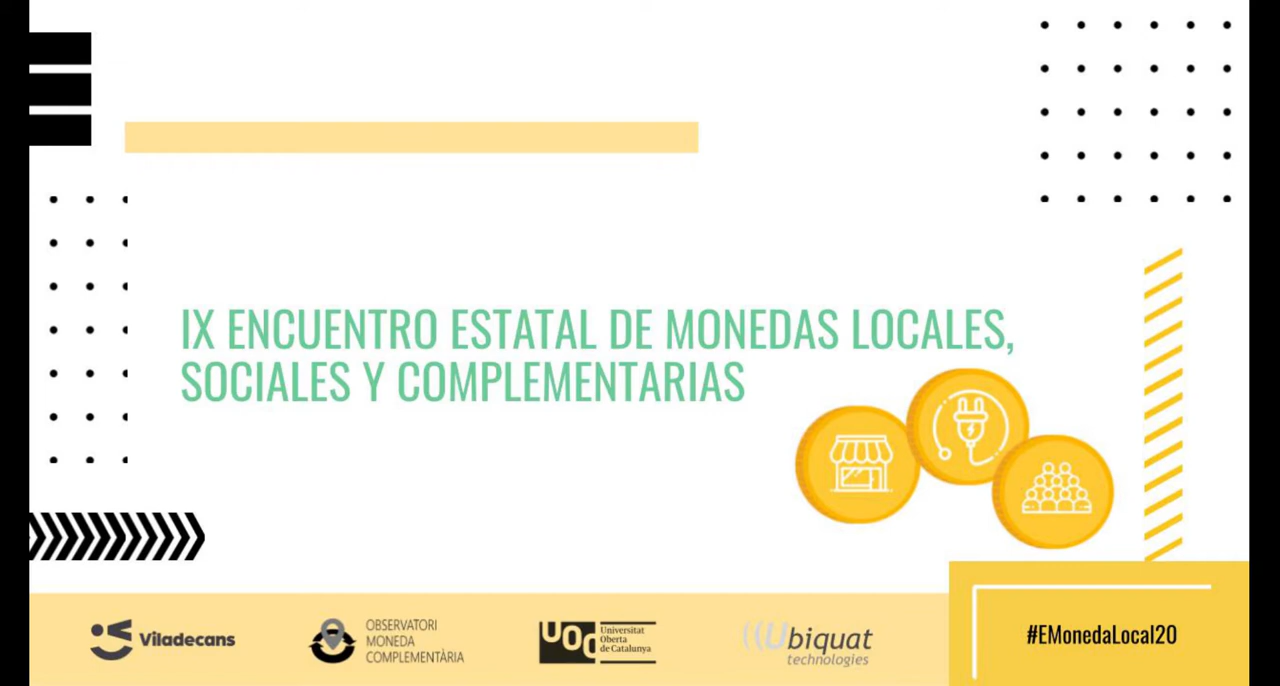 IX ENCUENTRO ESTATAL DE MONEDAS LOCALES,
SOCIALES Y COMPLEMENTARIAS
Viladecans
OBSERVATORI
MONEDA
COMPLEMENTÀRIA
UOC
Universitat
Oberta
de Catalunya
Ubiquat
technologies
#EMonedaLocal20